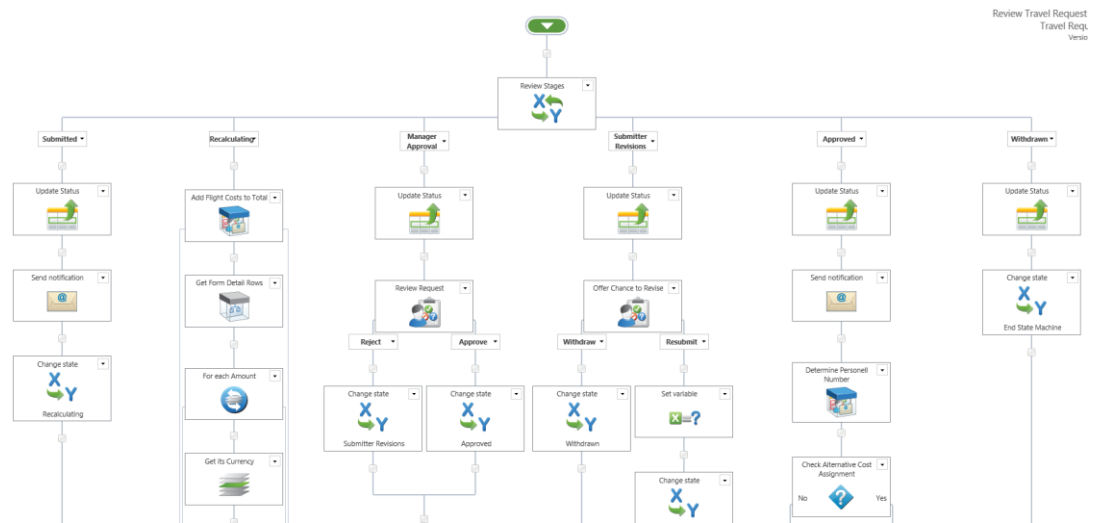 Review Travel Request
Travel Requ
Versio
Review Stages
Submitted
Recalculating
Manager
Approval
Submitter
Revisions
Approved
Withdrawn
Update Status
Add Flight Costs to Total
Update Status
Update Status
Update Status
Update Status
Send notification
Get Form Detail Rows
Review Request
Offer Chance to Revise
Send notification
Change state
End State Machine
Reject
Approve
Withdraw
Resubmit
Change state
Recalculating
For each Amount
Change state
Submitter Revisions
Change state
Approved
Change state
Withdrawn
Set variable
Determine Personell
Number
Get its Currency
Change state
Check Alternative Cost
Assignment
No
Yes